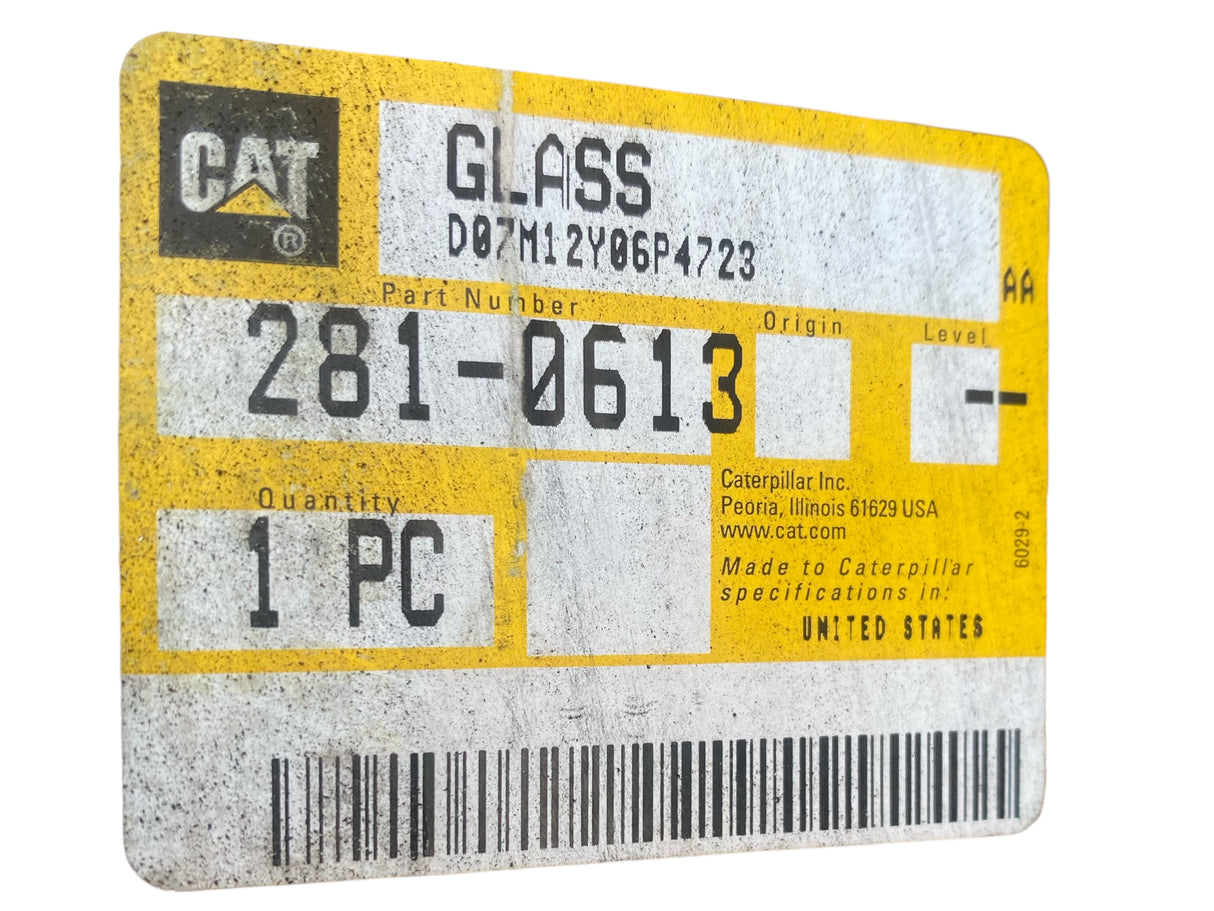 CAT
®
GLASS
D07M12Y06P4723
AA
Part Number
Origin
Level
281-0613
--
Quantity
1 PC
Caterpillar Inc.
Peoria, Illinois 61629 USA
www.cat.com
Made to Caterpillar
specifications in:
UNITED STATES
6029-2